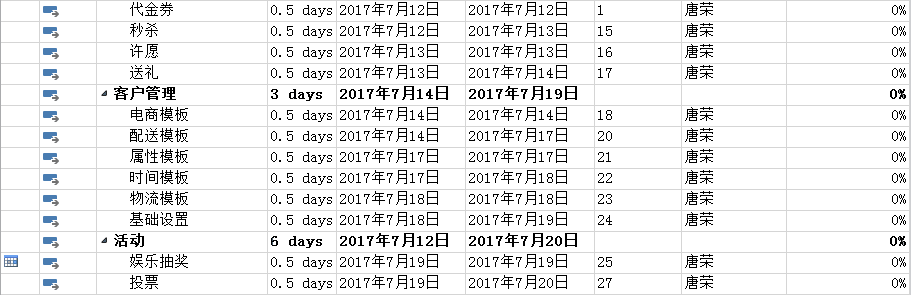 代金券 0.5 days 2017年7月12日 2017年7月12日 1 唐荣 0%
秒杀 0.5 days 2017年7月12日 2017年7月13日 15 唐荣 0%
许愿 0.5 days 2017年7月13日 2017年7月13日 16 唐荣 0%
送礼 0.5 days 2017年7月13日 2017年7月14日 17 唐荣 0%
客户管理 3 days 2017年7月14日 2017年7月19日 0%
电商模板 0.5 days 2017年7月14日 2017年7月14日 18 唐荣 0%
配送模板 0.5 days 2017年7月14日 2017年7月17日 20 唐荣 0%
属性模板 0.5 days 2017年7月17日 2017年7月17日 21 唐荣 0%
时间模板 0.5 days 2017年7月17日 2017年7月18日 22 唐荣 0%
物流模板 0.5 days 2017年7月18日 2017年7月18日 23 唐荣 0%
基础设置 0.5 days 2017年7月18日 2017年7月19日 24 唐荣 0%
活动 6 days 2017年7月12日 2017年7月20日 0%
娱乐抽奖 0.5 days 2017年7月19日 2017年7月19日 25 唐荣 0%
投票 0.5 days 2017年7月19日 2017年7月20日 27 唐荣 0%